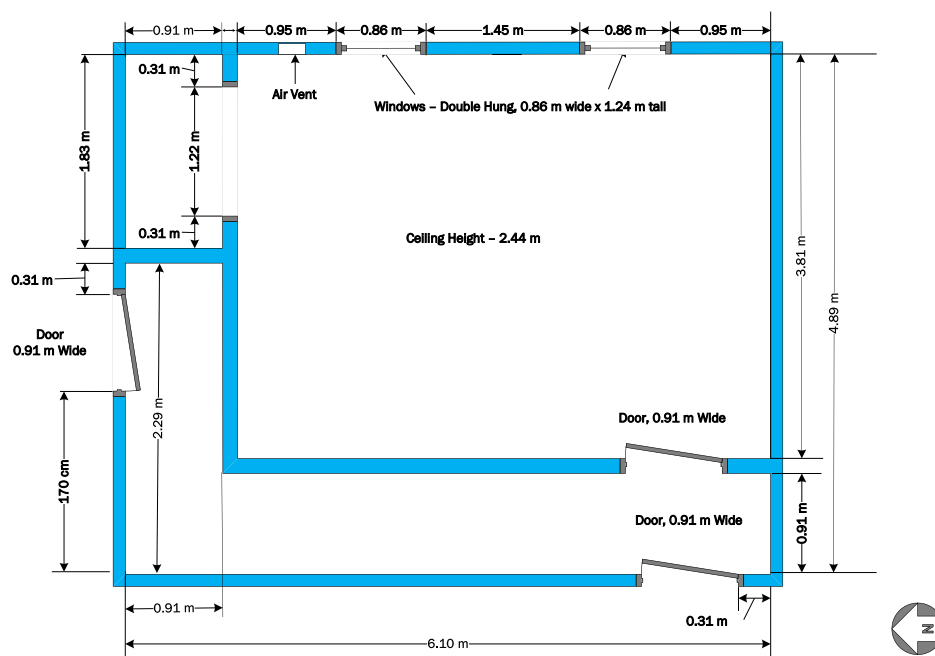 0.91 m
0.95 m
0.86 m
1.45 m
0.86 m
0.95 m
0.31 m
Air Vent
Windows – Double Hung, 0.86 m wide x 1.24 m tall
1.83 m
1.22 m
0.31 m
Ceiling Height – 2.44 m
3.81 m
4.89 m
0.31 m
Door
0.91 m Wide
2.29 m
170 cm
Door, 0.91 m Wide
Door, 0.91 m Wide
0.91 m
0.91 m
0.31 m
6.10 m
N